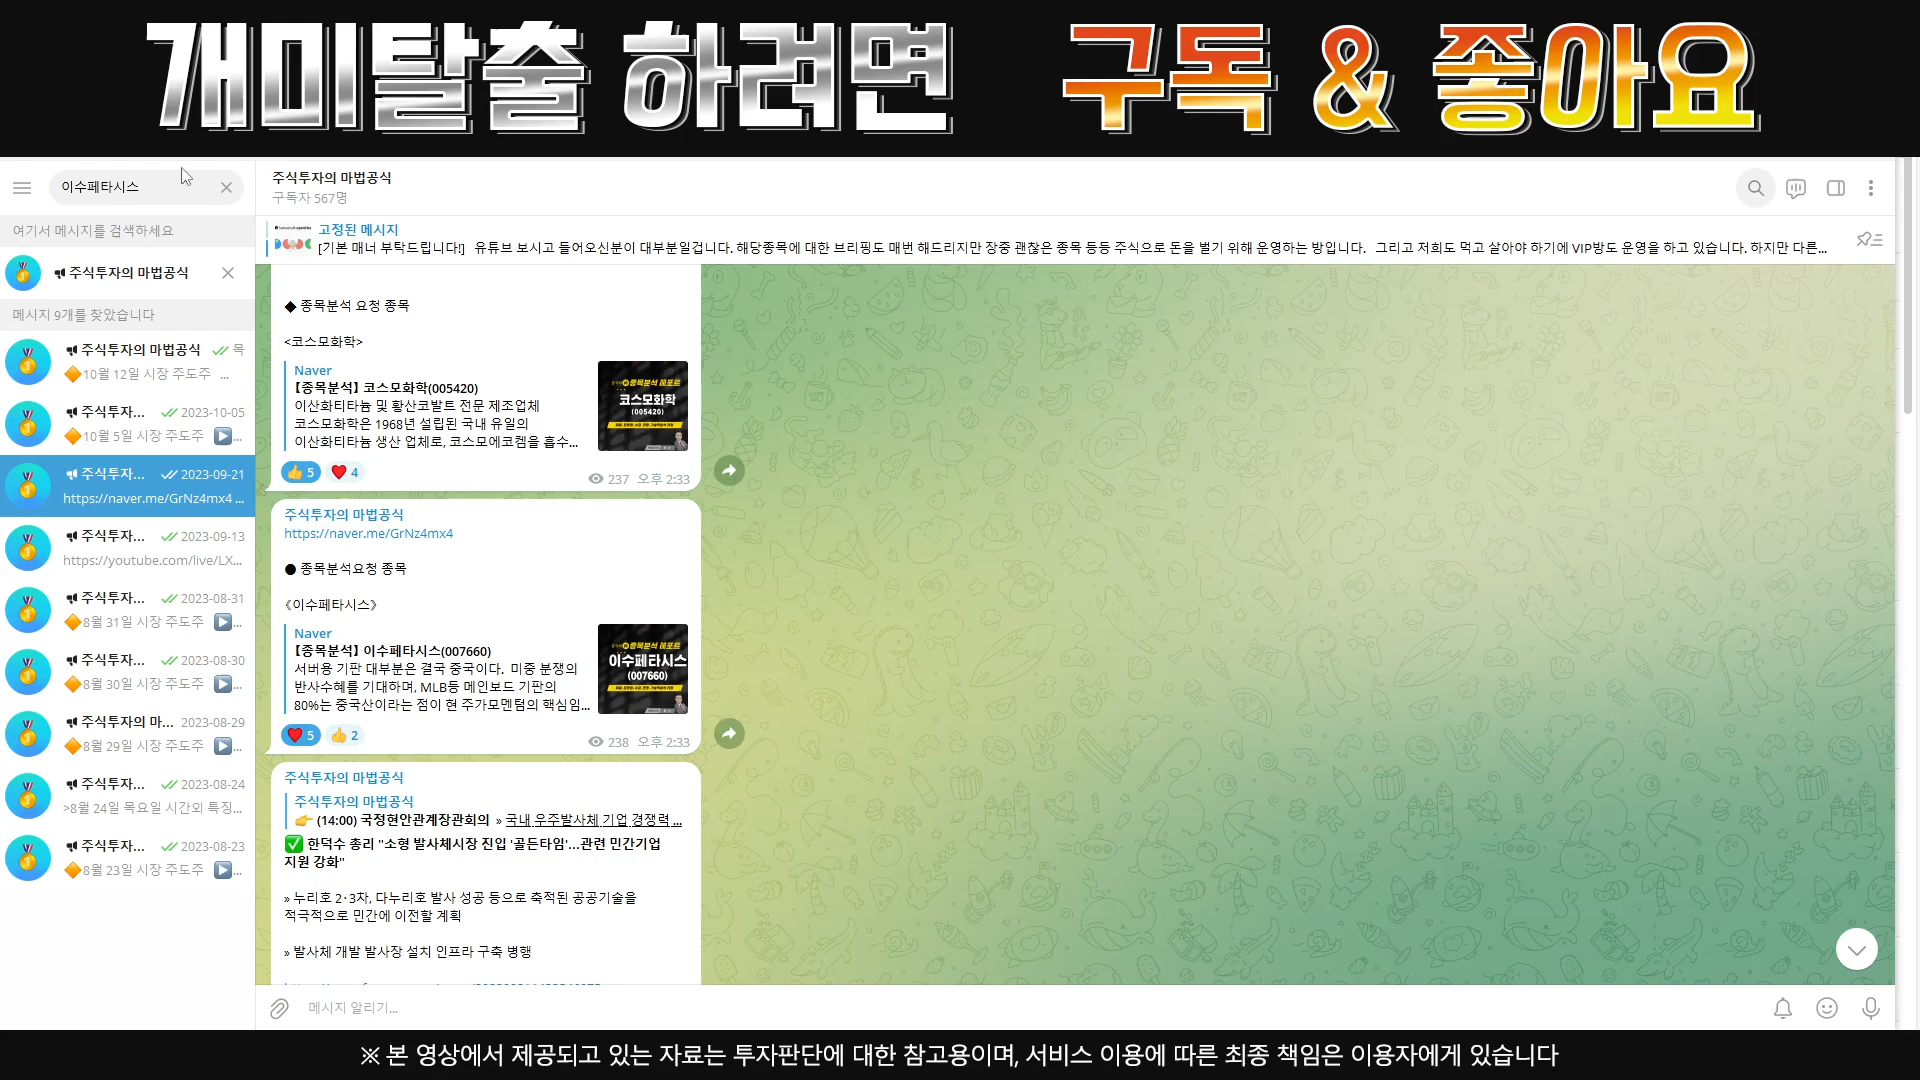 개미탈출 하려면 구독 & 좋아요
이수페타시스
여기서 메시지를 검색하세요
주식투자의 마법공식
메시지 9개를 찾았습니다
주식투자의 마법공식 목
10월 12일 시장 주도주 ...
주식투자... 2023-10-05
10월 5일 시장 주도주 ...
주식투자... 2023-09-21
https://naver.me/GrNz4mx4 ...
주식투자... 2023-09-13
https://youtube.com/live/LX...
주식투자... 2023-08-31
8월 31일 시장 주도주 ...
주식투자... 2023-08-30
8월 30일 시장 주도주 ...
주식투자의 마... 2023-08-29
8월 29일 시장 주도주 ...
주식투자... 2023-08-24
>8월 24일 목요일 시간외 특징...
주식투자... 2023-08-23
8월 23일 시장 주도주 ...
주식투자의 마법공식
구독자 567명
고정된 메시지
[기본 매너 부탁드립니다!] 유튜브 보시고 들어오신분이 대부분일겁니다. 해당종목에 대한 브리핑도 매번 해드리지만 장중 괜찮은 종목 등등 주식으로 돈을 벌기 위해 운영하는 방입니다. 그리고 저희도 먹고 살아야 하기에 VIP방도 운영을 하고 있습니다. 하지만 다른...
◆ 종목분석 요청 종목
<코스모화학>
Naver
【종목분석】 코스모화학(005420)
이산화티타늄 및 황산코발트 전문 제조업체
코스모화학은 1968년 설립된 국내 유일의
이산화티타늄 생산 업체로, 코스모에코켐을 흡수...
종목분석 레포트
코스모화학
(005420)
👍 5 ❤️ 4
237 오후 2:33
주식투자의 마법공식
https://naver.me/GrNz4mx4
● 종목분석요청 종목
《이수페타시스》
Naver
【종목분석】 이수페타시스(007660)
서버용 기판 대부분은 결국 중국이다. 미중 분쟁의
반사수혜를 기대하며, MLB등 메인보드 기판의
80%는 중국산이라는 점이 현 주가모멘텀의 핵심임...
종목분석 레포트
이수페타시스
(007660)
❤️ 5 👍 2
238 오후 2:33
주식투자의 마법공식
주식투자의 마법공식
👉 (14:00) 국정현안관계장관회의 » 국내 우주발사체 기업 경쟁력 ...
✅ 한덕수 총리 "소형 발사체시장 진입 '골든타임'...관련 민간기업
지원 강화"
» 누리호 2·3차, 다누리호 발사 성공 등으로 축적된 공공기술을
적극적으로 민간에 이전할 계획
» 발사체 개발 발사장 설치 인프라 구축 병행
메시지 알리기...
※ 본 영상에서 제공되고 있는 자료는 투자판단에 대한 참고용이며, 서비스 이용에 따른 최종 책임은 이용자에게 있습니다